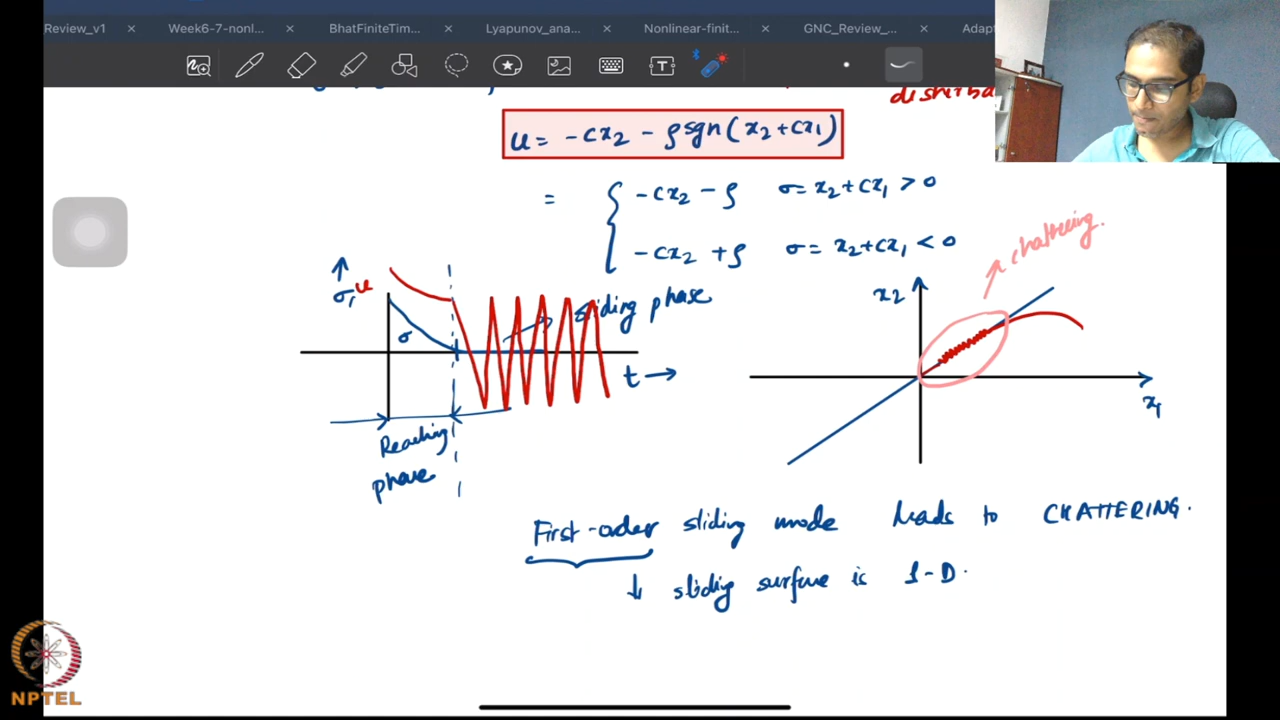 Review_v1 Week6-7-nonl... BhatFiniteTim... Lyapunov_ana... Nonlinear-finit... GNC_Review_... Adap
disturba
u = -cx₂ - ρ sgn(x₂+cx₁)
= { -cx₂ - ρ σ = x₂+cx₁ > 0
-cx₂ + ρ σ = x₂+cx₁ < 0
chattering.
σ, u
x₂
sliding phase
σ
t →
x₁
Reaching
phase
First-order sliding mode leads to CHATTERING.
↓ sliding surface is 1-D.
NPTEL